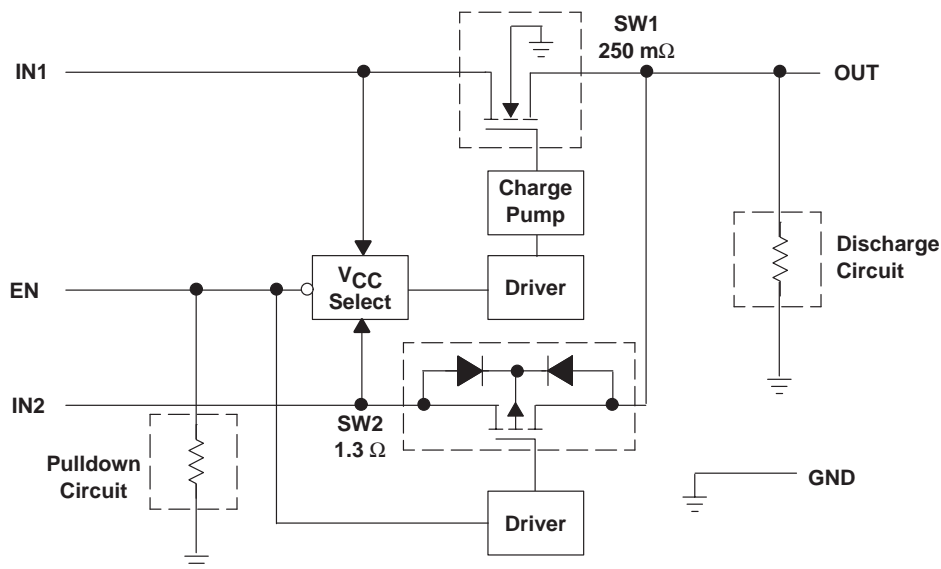 SW1
250 mΩ
IN1
OUT
Charge
Pump
Discharge
Circuit
VCC
Select
EN
Driver
IN2
SW2
1.3 Ω
Pulldown
Circuit
GND
Driver